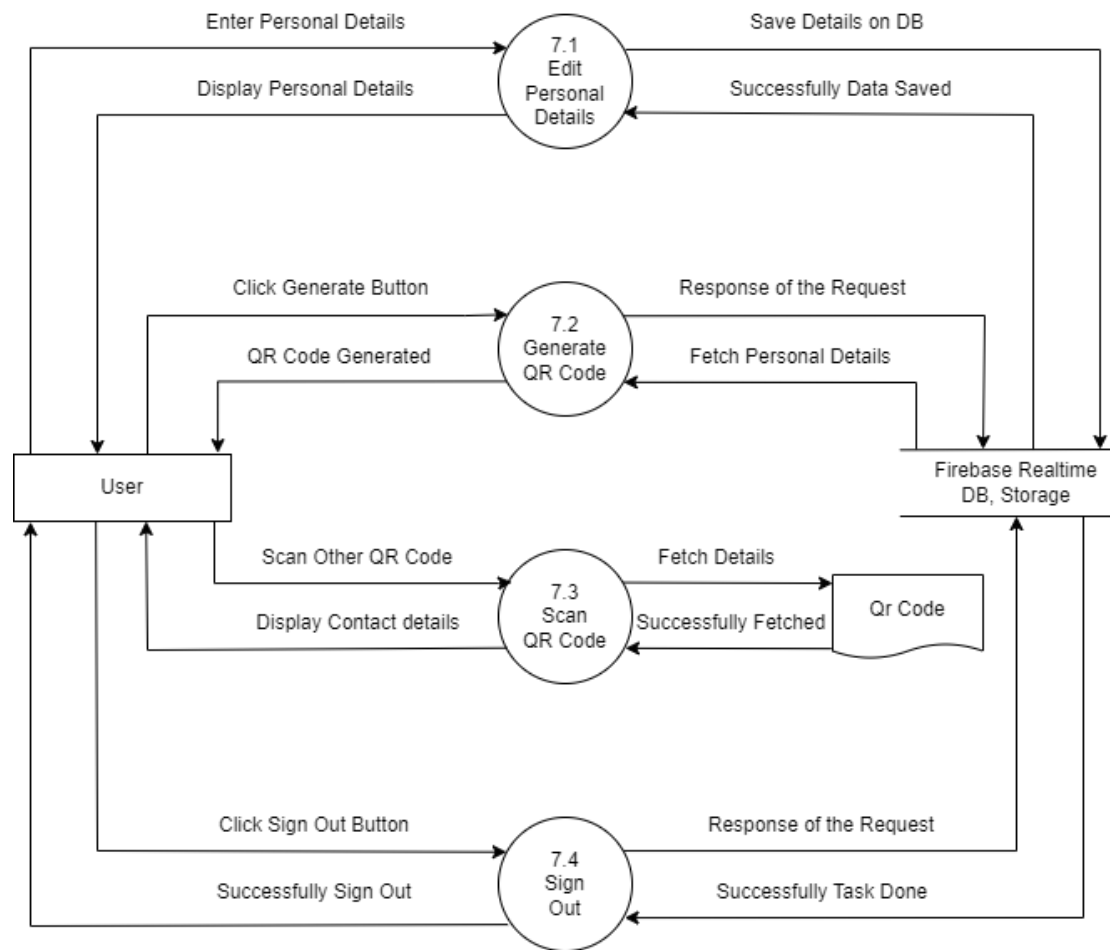 Enter Personal Details
Save Details on DB
7.1
Edit
Personal
Details
Display Personal Details
Successfully Data Saved
Click Generate Button
Response of the Request
7.2
Generate
QR Code
QR Code Generated
Fetch Personal Details
User
Firebase Realtime
DB, Storage
Scan Other QR Code
Fetch Details
7.3
Scan
QR Code
Qr Code
Display Contact details
Successfully Fetched
Click Sign Out Button
Response of the Request
7.4
Sign
Out
Successfully Sign Out
Successfully Task Done